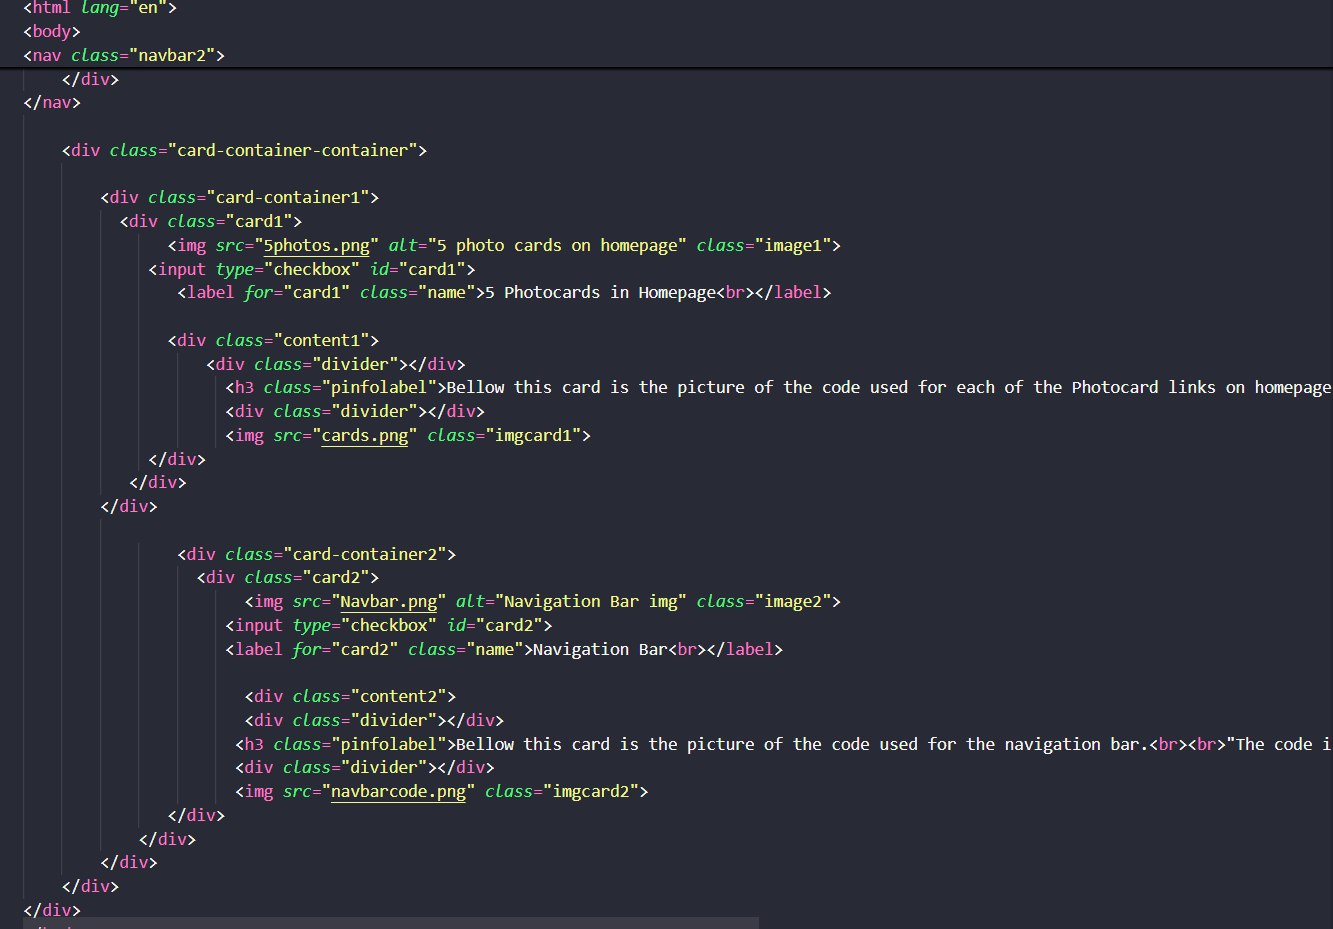 <html lang="en">
<body>
<nav class="navbar2">
</div>
</nav>
<div class="card-container-container">
<div class="card-container1">
<div class="card1">
<img src="5photos.png" alt="5 photo cards on homepage" class="image1">
<input type="checkbox" id="card1">
<label for="card1" class="name">5 Photocards in Homepage<br></label>
<div class="content1">
<div class="divider"></div>
<h3 class="pinfolabel">Bellow this card is the picture of the code used for each of the Photocard links on homepage
<div class="divider"></div>
<img src="cards.png" class="imgcard1">
</div>
</div>
</div>
<div class="card-container2">
<div class="card2">
<img src="Navbar.png" alt="Navigation Bar img" class="image2">
<input type="checkbox" id="card2">
<label for="card2" class="name">Navigation Bar<br></label>
<div class="content2">
<div class="divider"></div>
<h3 class="pinfolabel">Bellow this card is the picture of the code used for the navigation bar.<br><br>"The code i
<div class="divider"></div>
<img src="navbarcode.png" class="imgcard2">
</div>
</div>
</div>
</div>
</div>